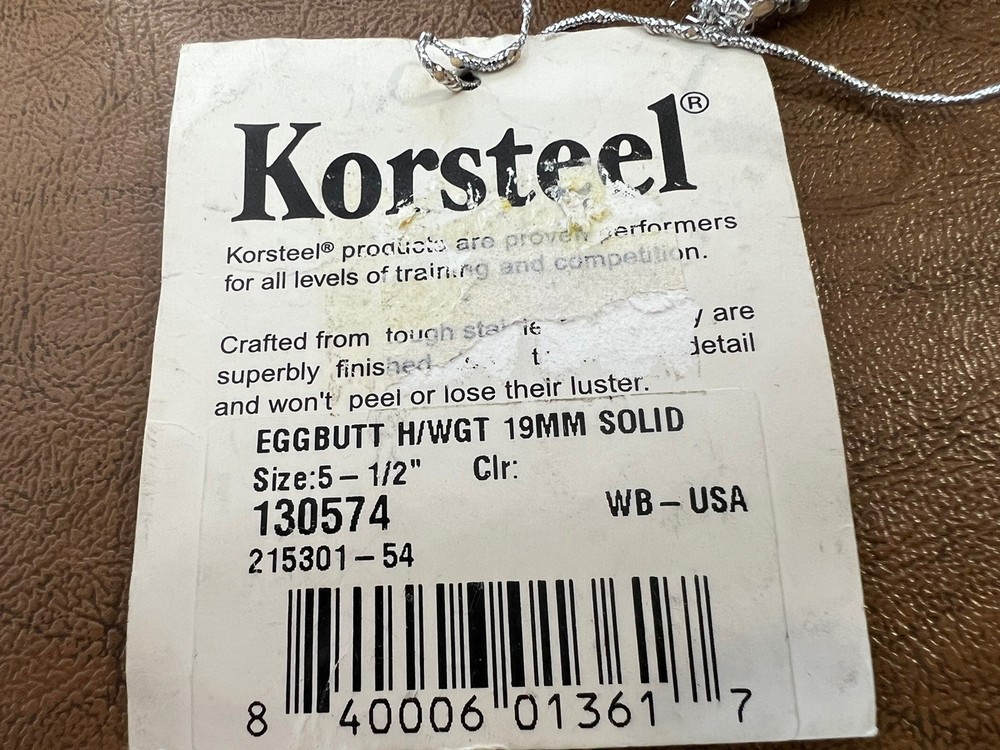 Korsteel®
Korsteel® products are proven performers
for all levels of training and competition.
Crafted from tough are
superbly finished detail
and won't peel or lose their luster.
EGGBUTT H/WGT 19MM SOLID
Size:5-1/2" Clr:
130574 WB-USA
215301-54
8 40006 01361 7